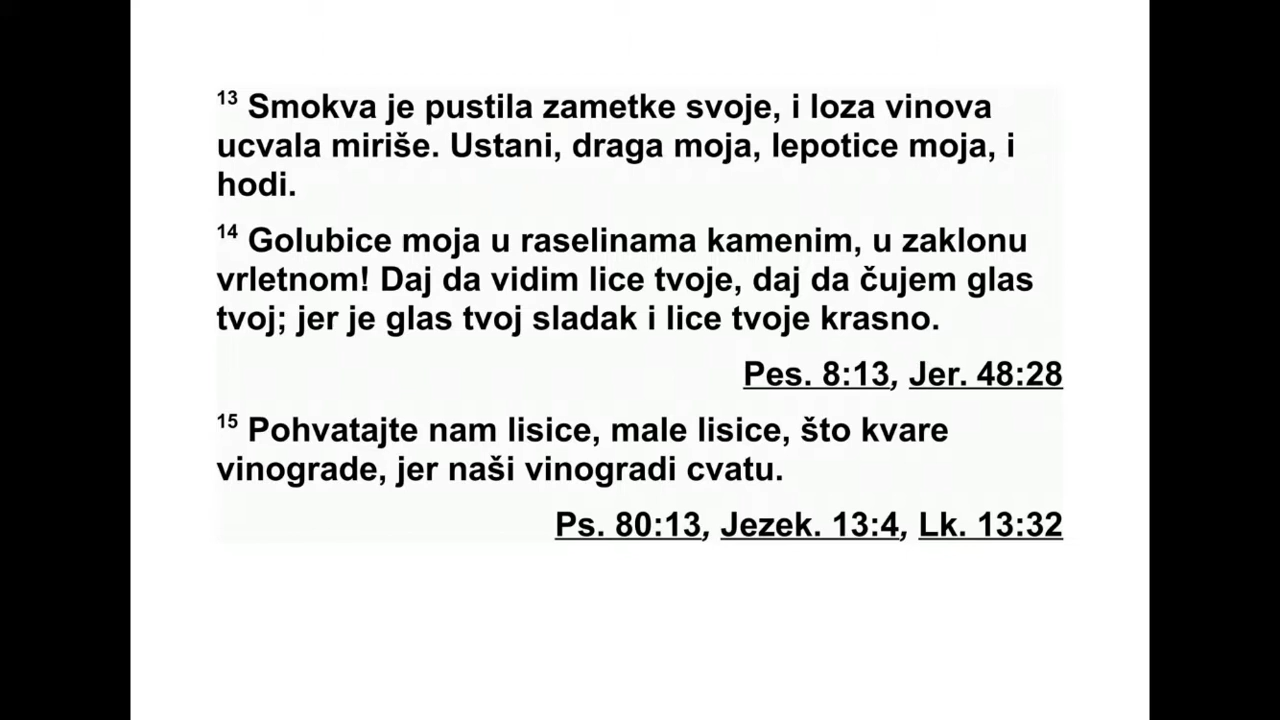 13 Smokva je pustila zametke svoje, i loza vinova
ucvala miriše. Ustani, draga moja, lepotice moja, i
hodi.
14 Golubice moja u raselinama kamenim, u zaklonu
vrletnom! Daj da vidim lice tvoje, daj da čujem glas
tvoj; jer je glas tvoj sladak i lice tvoje krasno.
Pes. 8:13, Jer. 48:28
15 Pohvatajte nam lisice, male lisice, što kvare
vinograde, jer naši vinogradi cvatu.
Ps. 80:13, Jezek. 13:4, Lk. 13:32